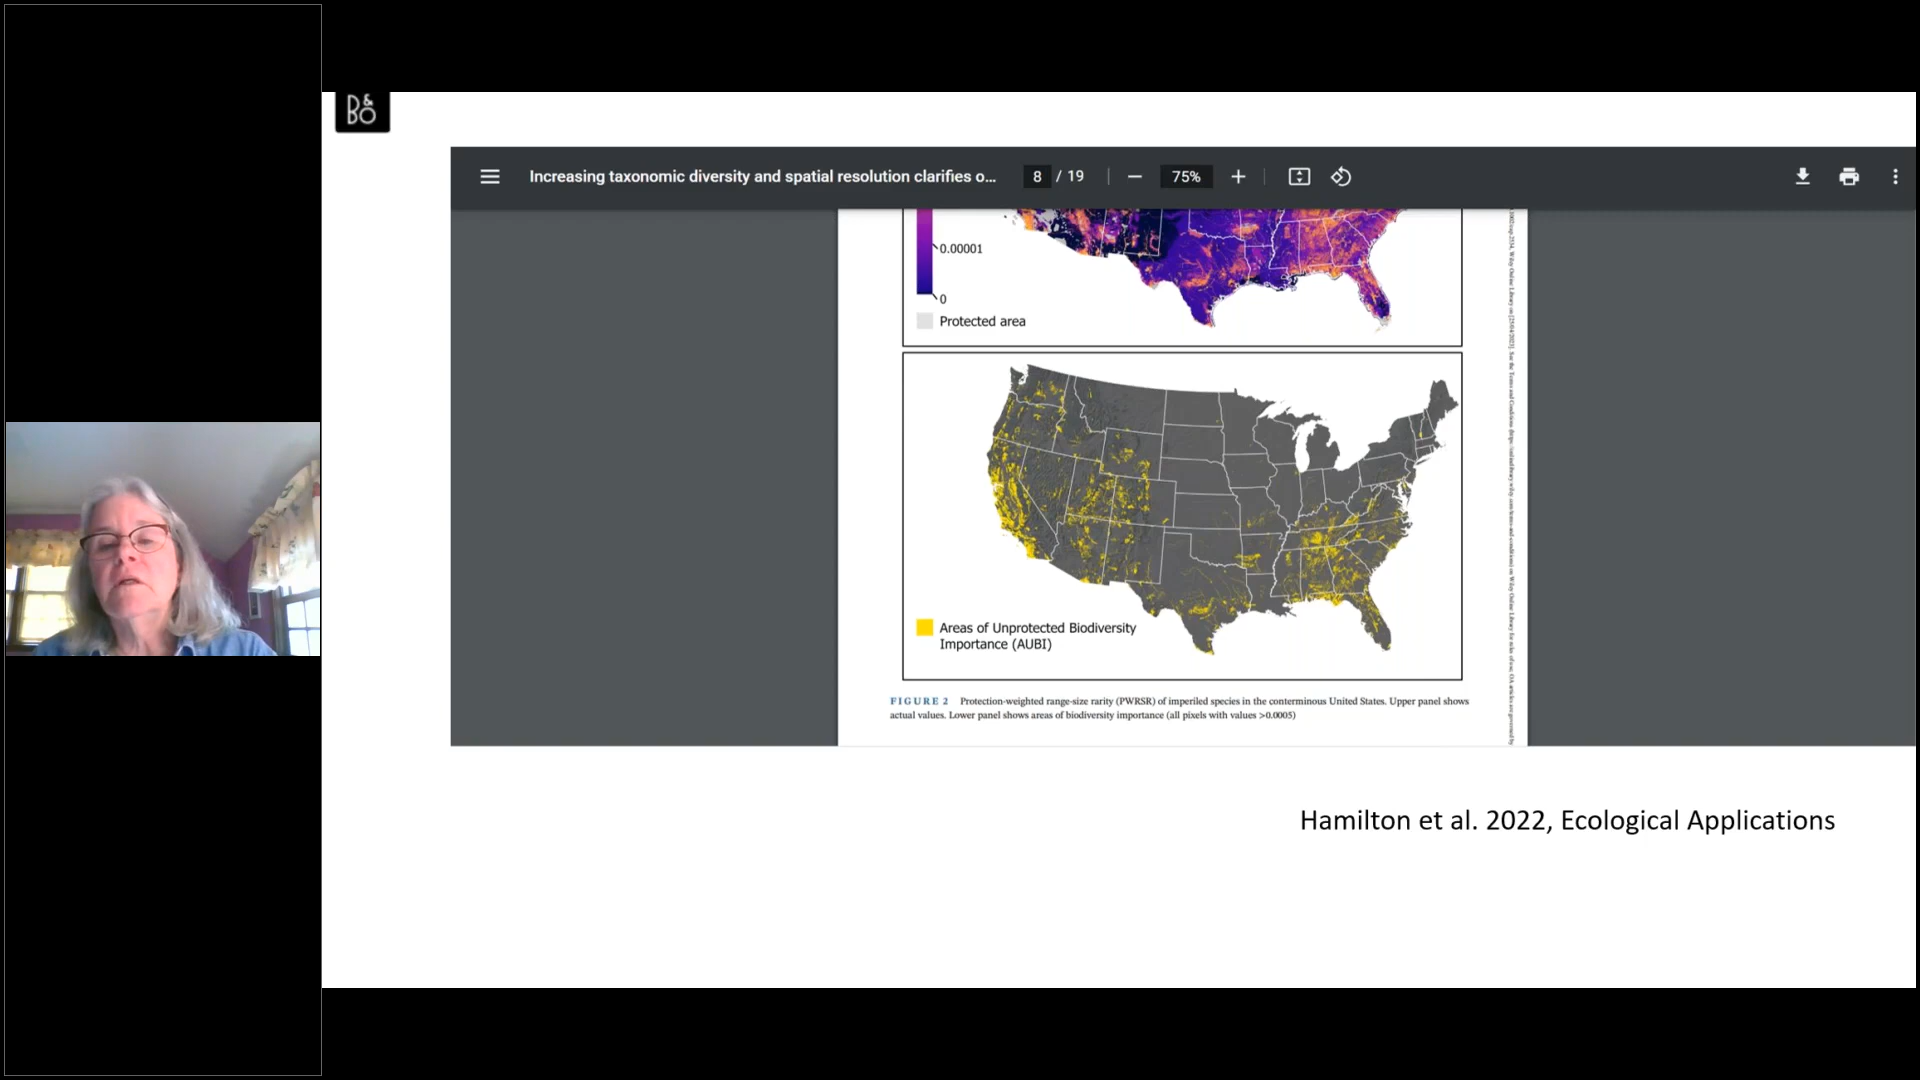 B&O
Increasing taxonomic diversity and spatial resolution clarifies o... 8 / 19 75%
0.00001
0
Protected area
Areas of Unprotected Biodiversity
Importance (AUBI)
FIGURE 2 Protection-weighted range-size rarity (PWRSR) of imperiled species in the conterminous United States. Upper panel shows
actual values. Lower panel shows areas of biodiversity importance (all pixels with values >0.0005)
Hamilton et al. 2022, Ecological Applications